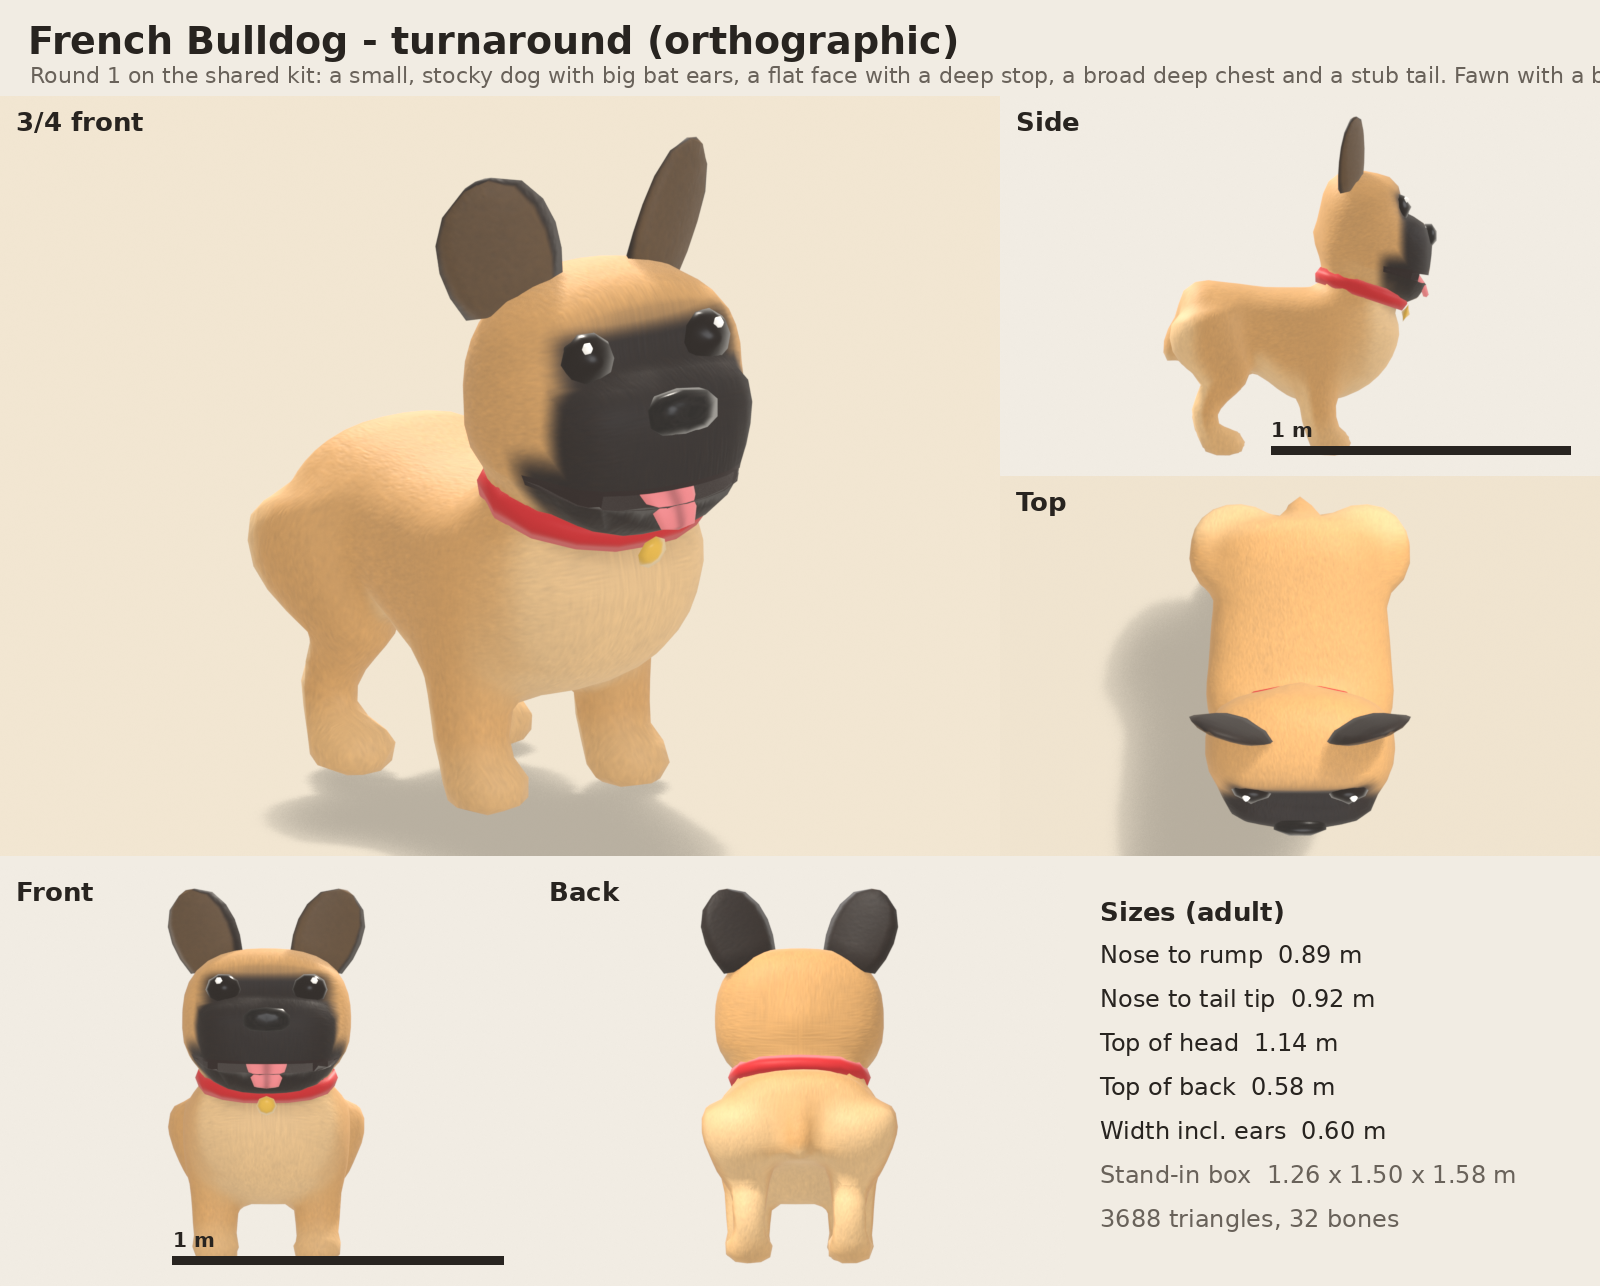 French Bulldog - turnaround (orthographic)
Round 1 on the shared kit: a small, stocky dog with big bat ears, a flat face with a deep stop, a broad deep chest and a stub tail. Fawn with a b
3/4 front
Side
1 m
Top
Front
1 m
Back
Sizes (adult)
Nose to rump 0.89 m
Nose to tail tip 0.92 m
Top of head 1.14 m
Top of back 0.58 m
Width incl. ears 0.60 m
Stand-in box 1.26 x 1.50 x 1.58 m
3688 triangles, 32 bones